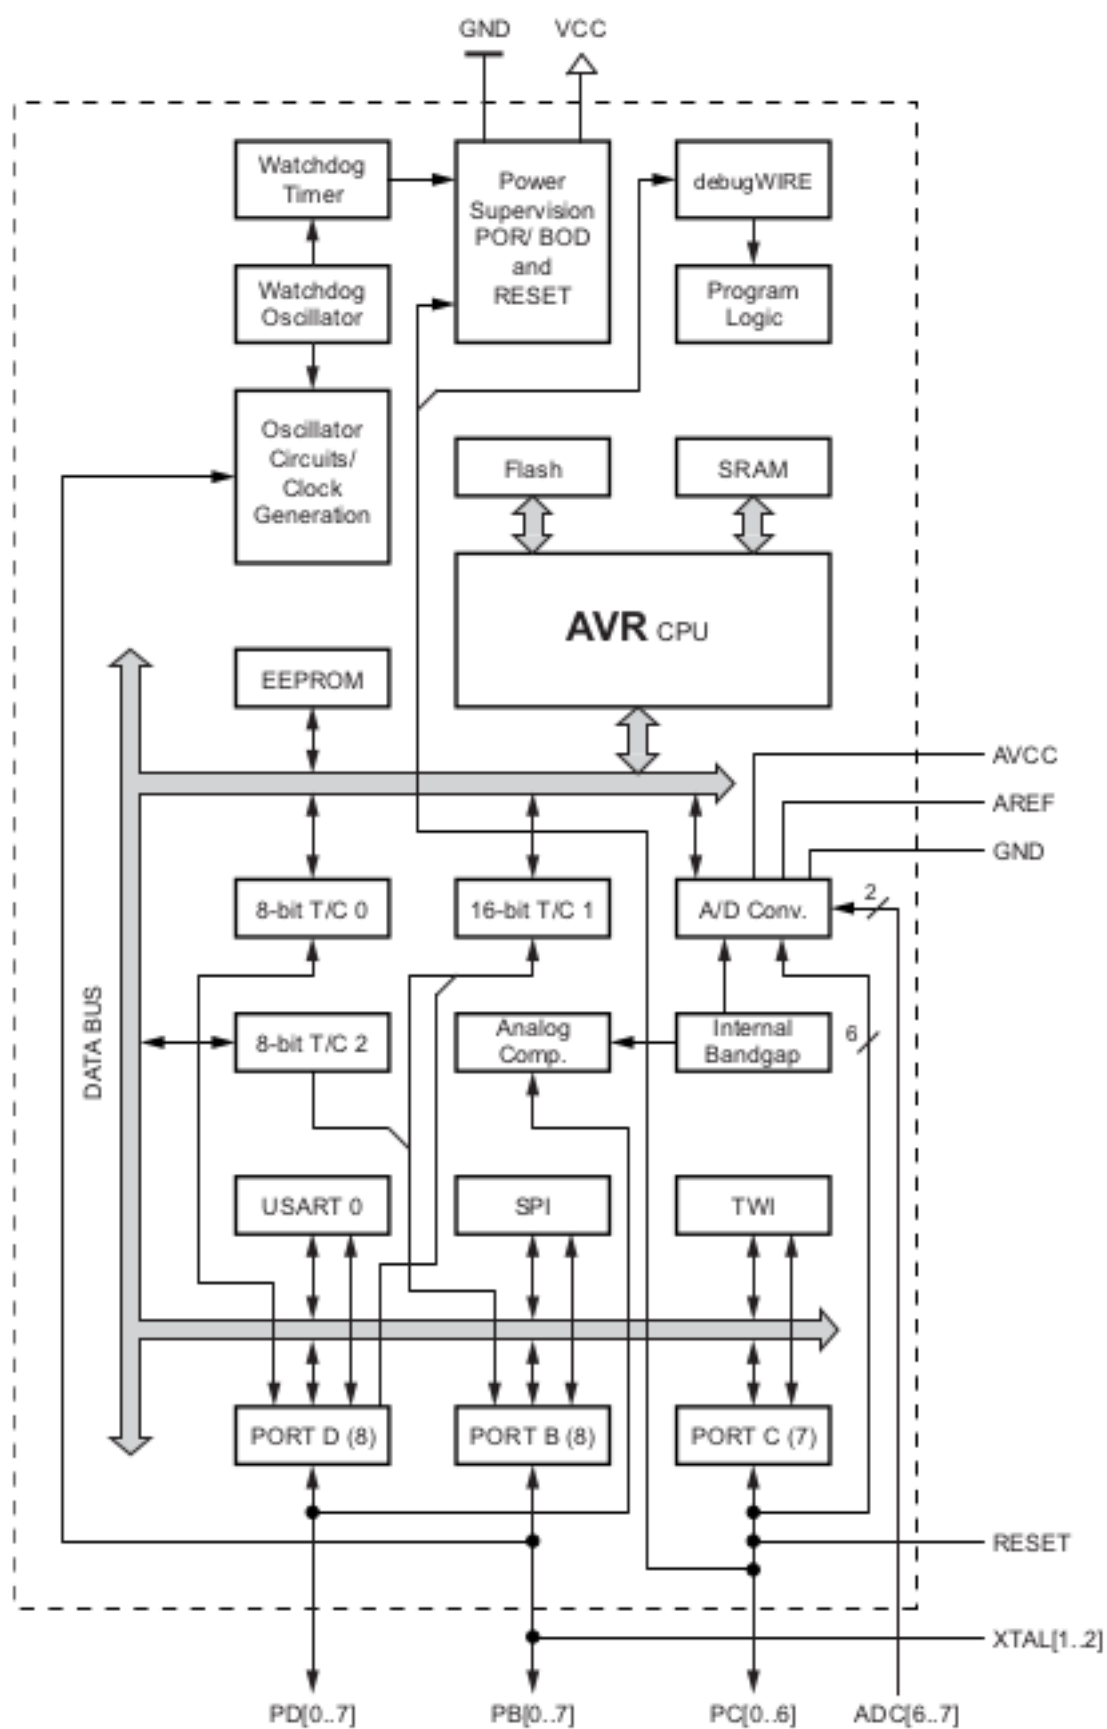 GND
VCC
Watchdog
Timer
Power
Supervision
POR/ BOD
and
RESET
debugWIRE
Watchdog
Oscillator
Program
Logic
Oscillator
Circuits/
Clock
Generation
Flash
SRAM
AVR CPU
EEPROM
AVCC
AREF
GND
2
8-bit T/C 0
16-bit T/C 1
A/D Conv.
DATA BUS
8-bit T/C 2
Analog
Comp.
Internal
Bandgap
6
USART 0
SPI
TWI
PORT D (8)
PORT B (8)
PORT C (7)
RESET
XTAL[1..2]
PD[0..7]
PB[0..7]
PC[0..6]
ADC[6..7]